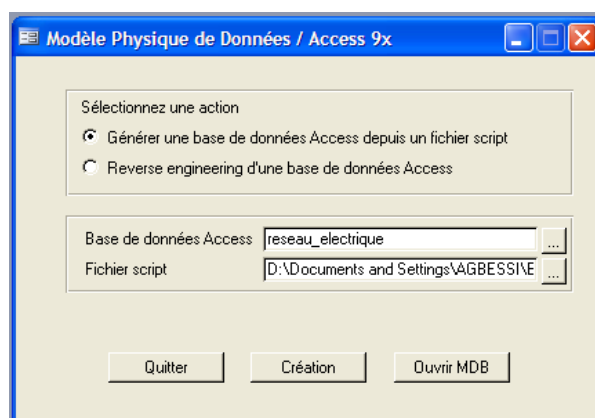 Modèle Physique de Données / Access 9x
Sélectionnez une action
Générer une base de données Access depuis un fichier script
Reverse engineering d'une base de données Access
Base de données Access reseau_electrique ...
Fichier script D:\Documents and Settings\AGBESSI\E ...
Quitter Création Ouvrir MDB